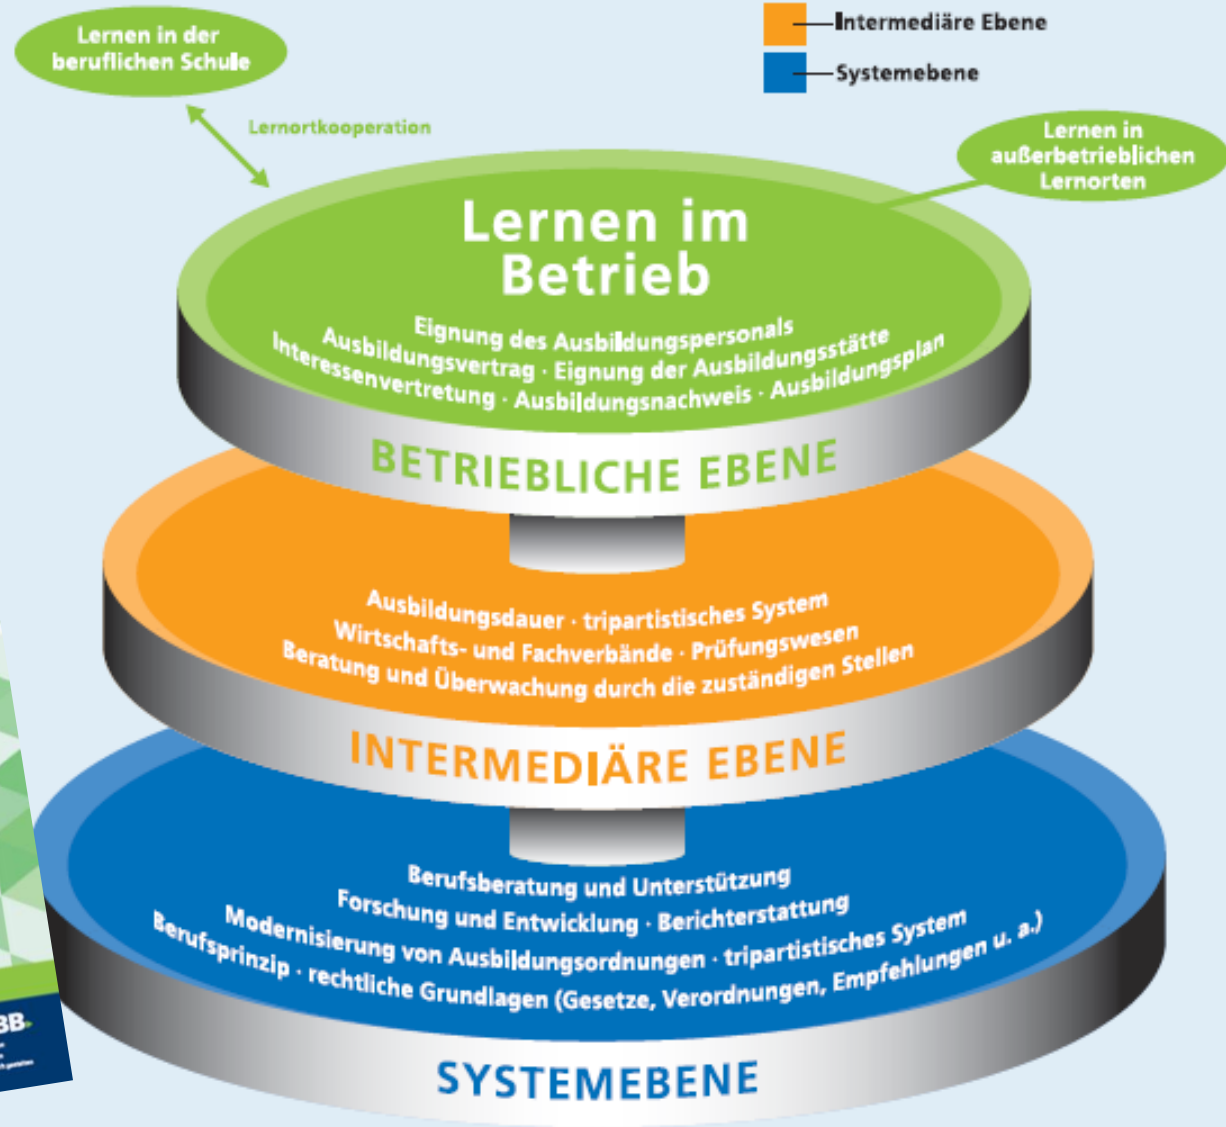 Lernen in der
beruflichen Schule
Intermediäre Ebene
Systemebene
Lernortkooperation
Lernen in
außerbetrieblichen
Lernorten
Lernen im
Betrieb
Eignung des Ausbildungspersonals
Ausbildungsvertrag · Eignung der Ausbildungsstätte
Interessenvertretung · Ausbildungsnachweis · Ausbildungsplan
BETRIEBLICHE EBENE
Ausbildungsdauer · tripartistisches System
Wirtschafts- und Fachverbände · Prüfungswesen
Beratung und Überwachung durch die zuständigen Stellen
INTERMEDIÄRE EBENE
Berufsberatung und Unterstützung
Forschung und Entwicklung · Berichterstattung
Modernisierung von Ausbildungsordnungen · tripartistisches System
Berufsprinzip · rechtliche Grundlagen (Gesetze, Verordnungen, Empfehlungen u. a.)
SYSTEMEBENE